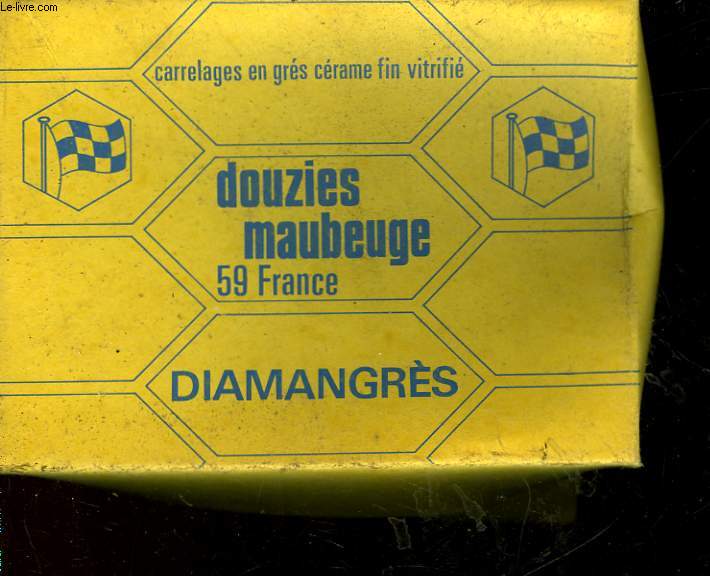 Le-livre.com
carrelages en grés cérame fin vitrifié
douzies
maubeuge
59 France
DIAMANGRÈS